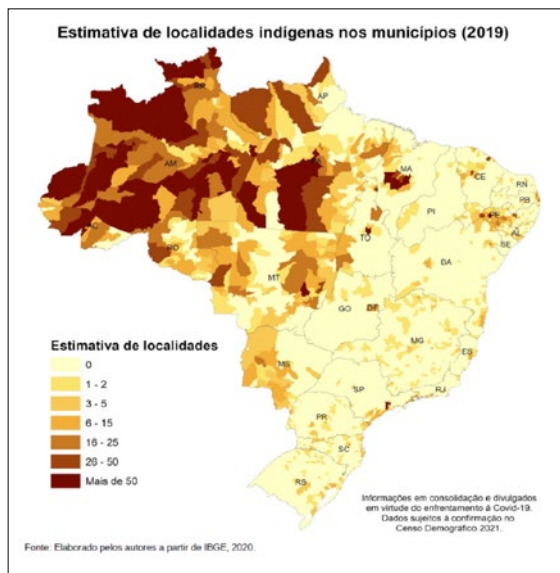 Estimativa de localidades indígenas nos municípios (2019)
RR
AP
AM
MA
CE
RN
PB
PE
AL
SE
PI
AC
RO
TO
BA
MT
GO
DF
MG
ES
MS
SP
RJ
PR
SC
RS
Estimativa de localidades
0
1 - 2
3 - 5
6 - 15
16 - 25
26 - 50
Mais de 50
Informações em consolidação e divulgados
em virtude do enfrentamento à Covid-19.
Dados sujeitos à confirmação no
Censo Demográfico 2021.
Fonte: Elaborado pelos autores a partir de IBGE, 2020.